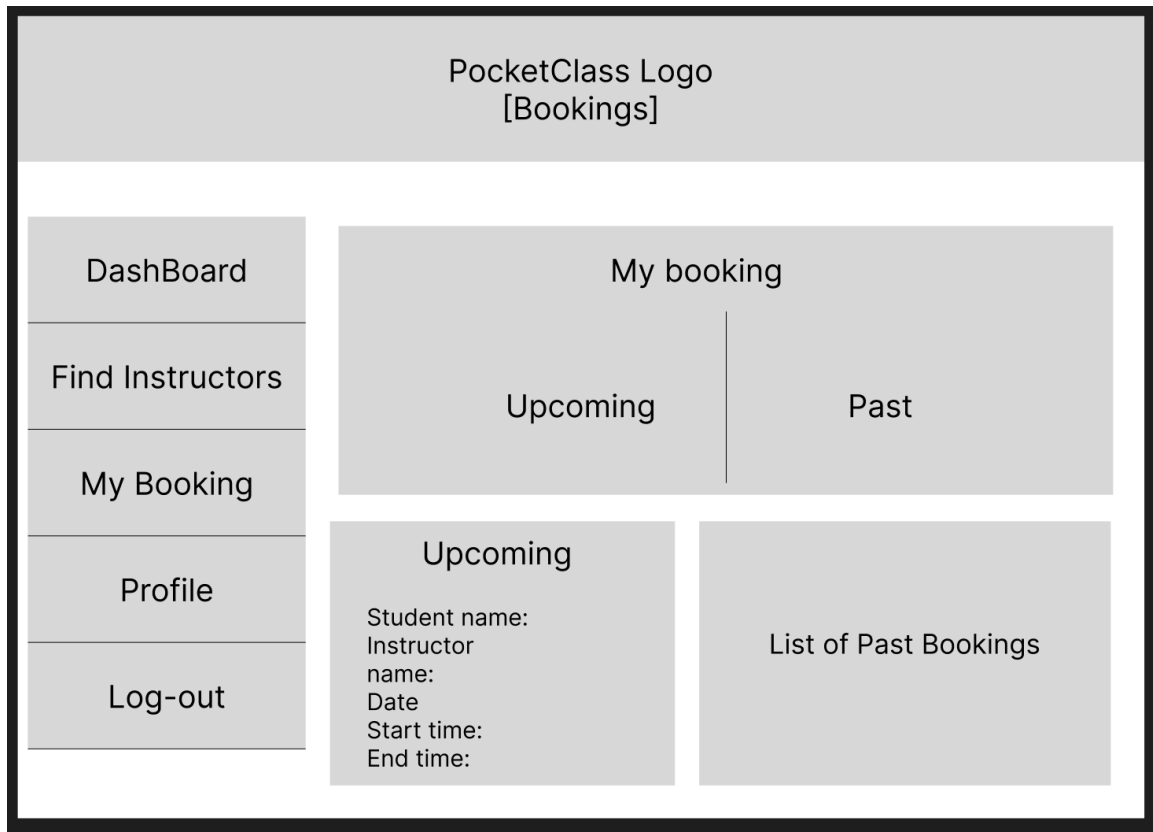 PocketClass Logo
[Bookings]
DashBoard
Find Instructors
My Booking
Profile
Log-out
My booking
Upcoming
Past
Upcoming
Student name:
Instructor
name:
Date
Start time:
End time:
List of Past Bookings